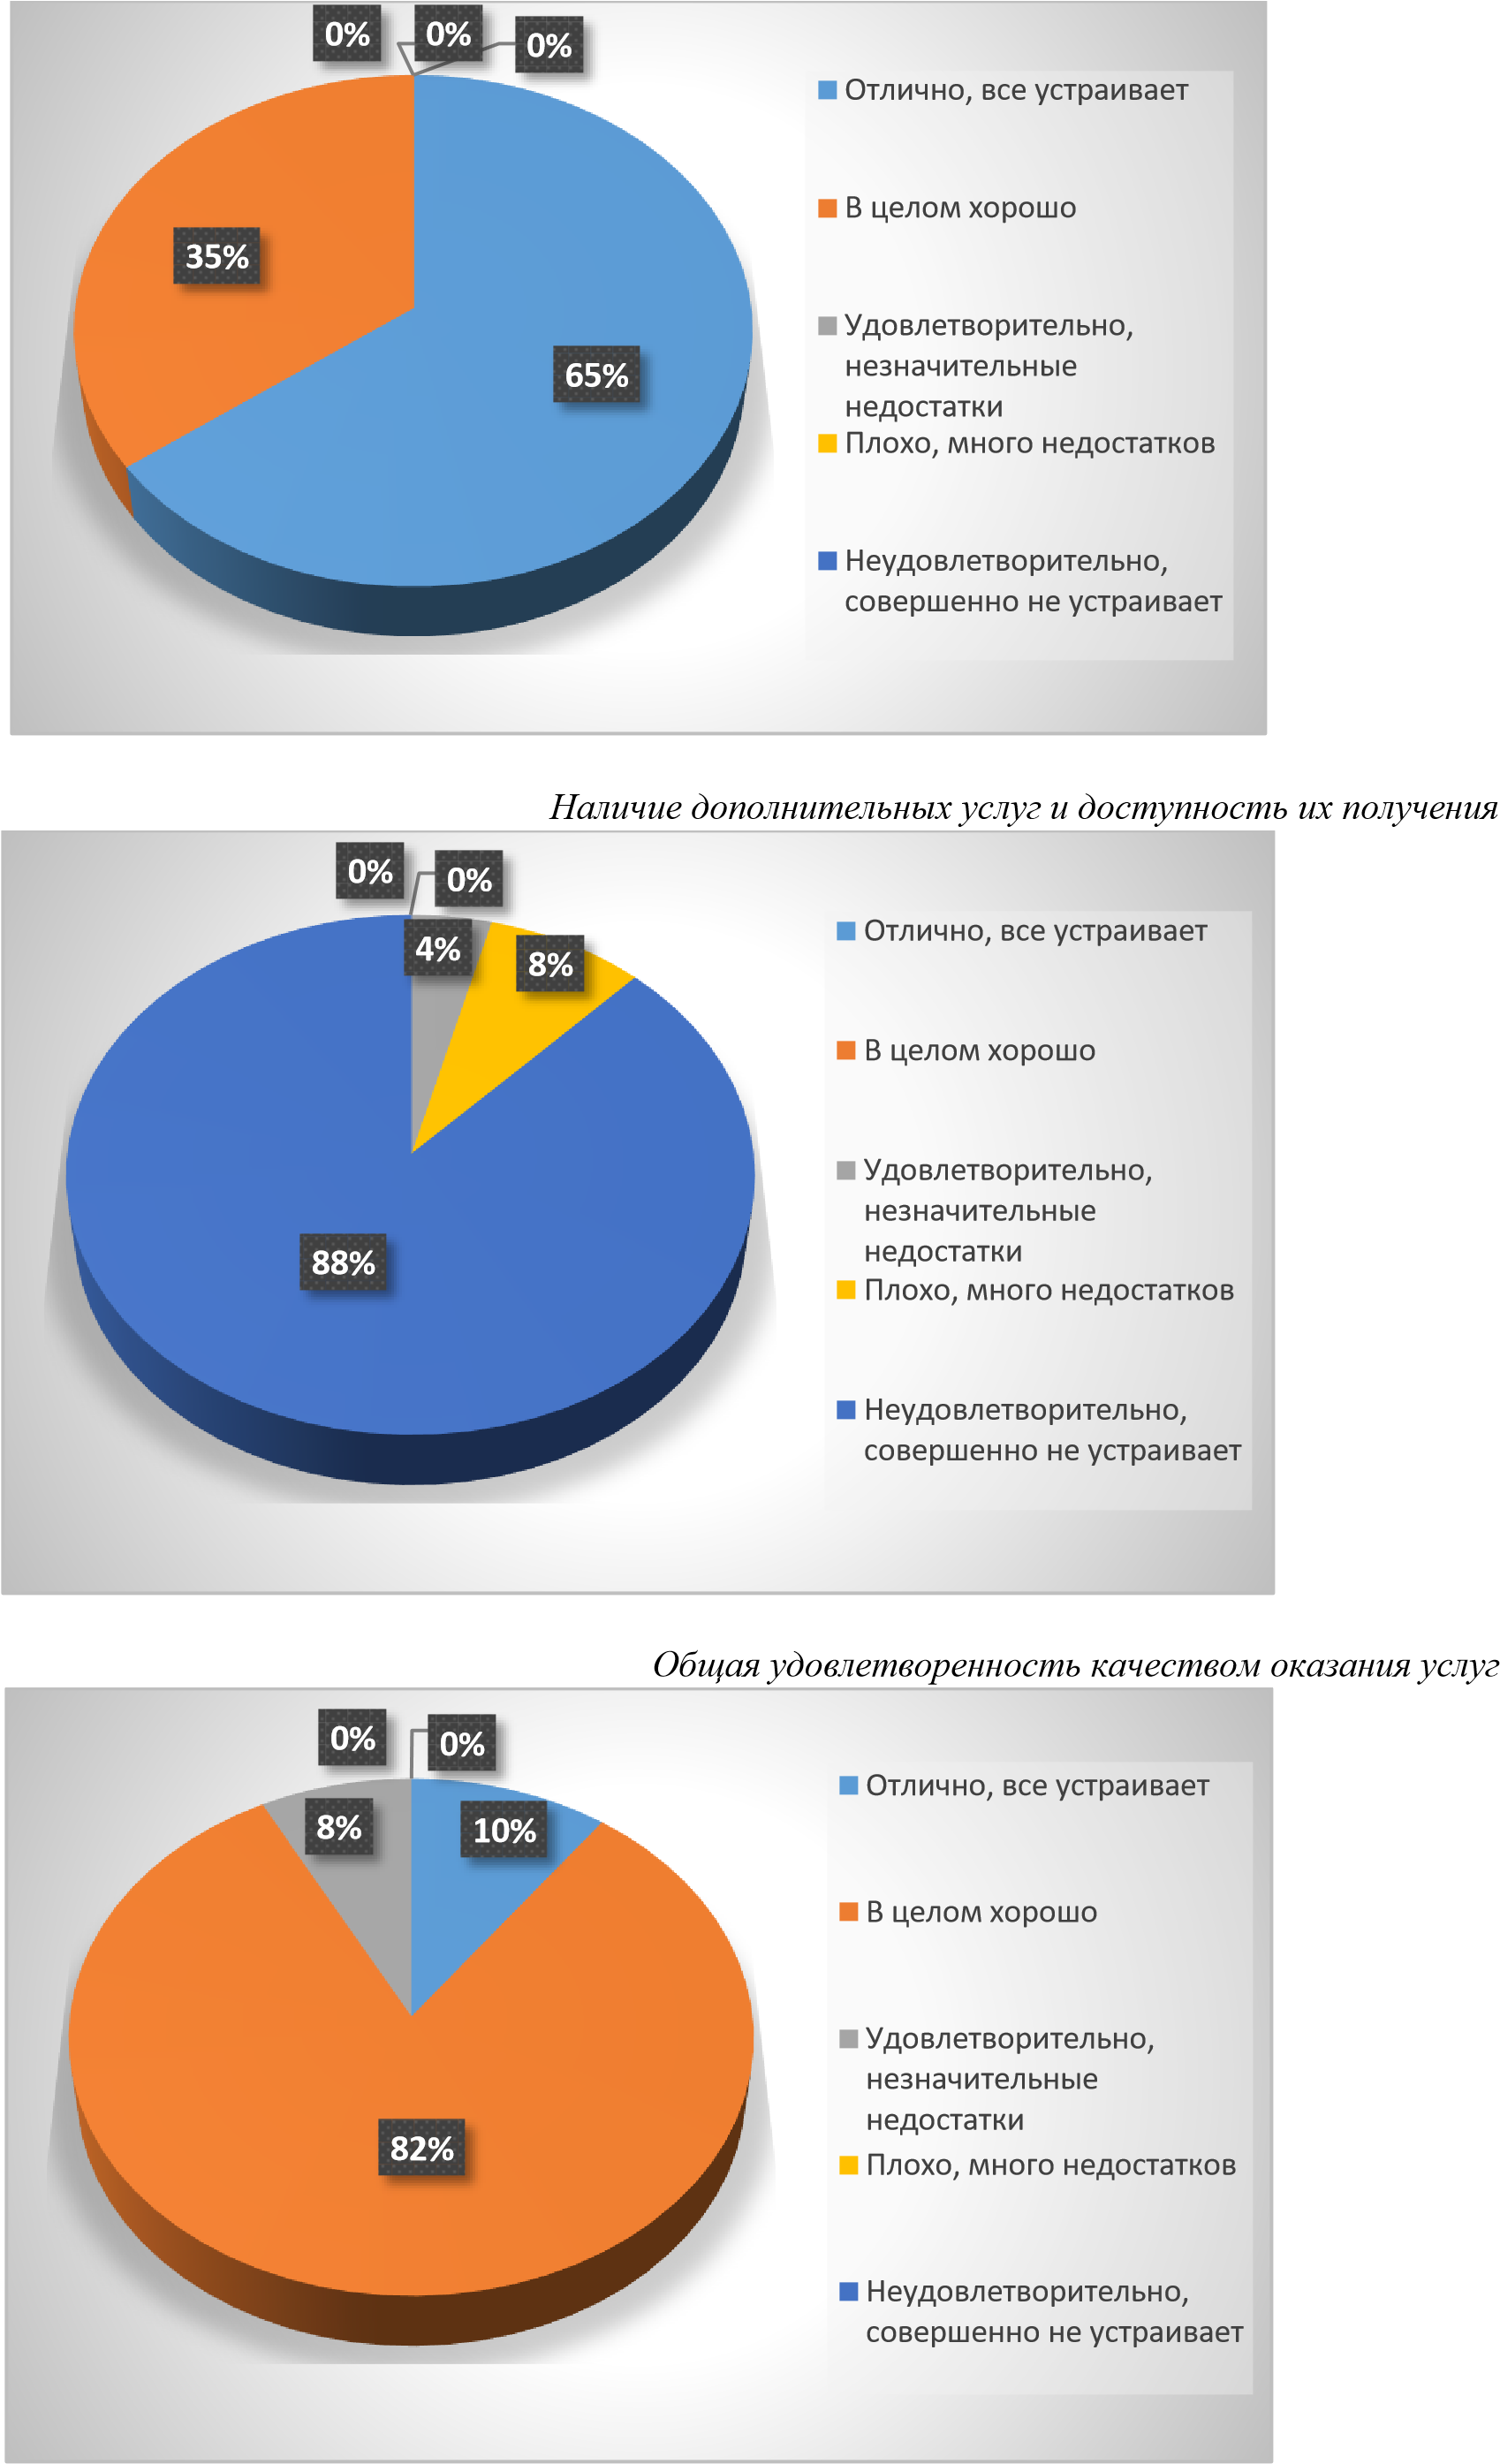 0%
0%
0%
35%
65%
Отлично, все устраивает
В целом хорошо
Удовлетворительно,
незначительные
недостатки
Плохо, много недостатков
Неудовлетворительно,
совершенно не устраивает
Наличие дополнительных услуг и доступность их получения
0%
0%
4%
8%
88%
Отлично, все устраивает
В целом хорошо
Удовлетворительно,
незначительные
недостатки
Плохо, много недостатков
Неудовлетворительно,
совершенно не устраивает
Общая удовлетворенность качеством оказания услуг
0%
0%
8%
10%
82%
Отлично, все устраивает
В целом хорошо
Удовлетворительно,
незначительные
недостатки
Плохо, много недостатков
Неудовлетворительно,
совершенно не устраивает